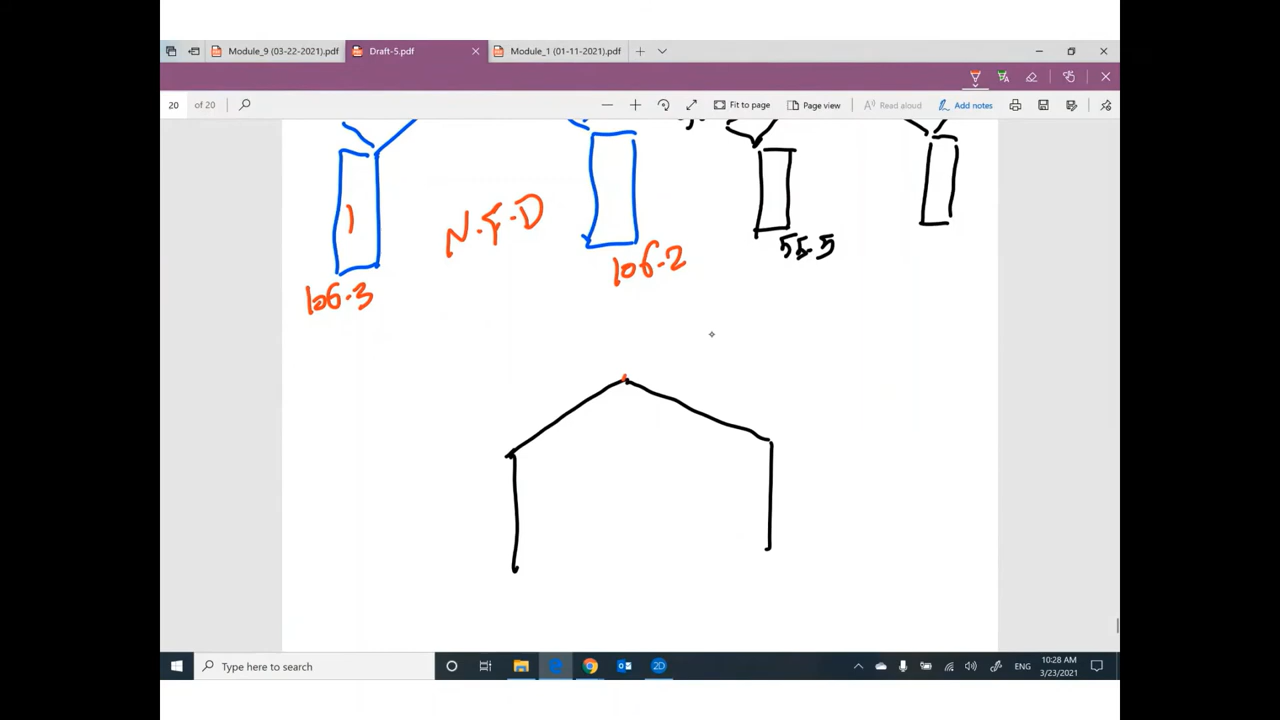 Module_9 (03-22-2021).pdf
Draft-5.pdf
Module_1 (01-11-2021).pdf
20 of 20
Fit to page
Page view
Read aloud
Add notes
1
N.F.D
106.3
106.2
55.5
Type here to search
2D
ENG
10:28 AM
3/23/2021